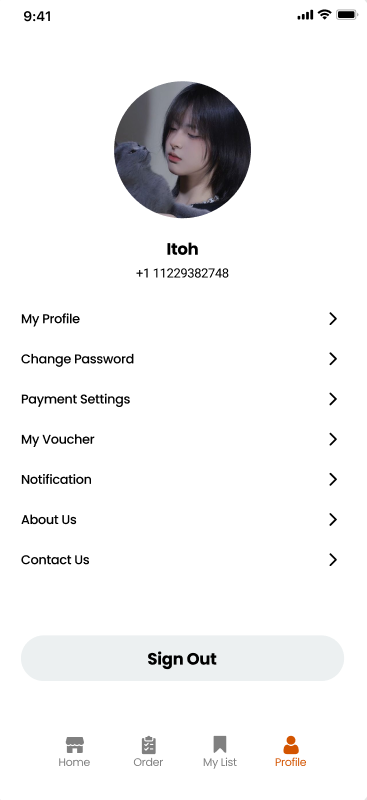 9:41
Itoh
+1 11229382748
My Profile
Change Password
Payment Settings
My Voucher
Notification
About Us
Contact Us
Sign Out
Home Order My List Profile